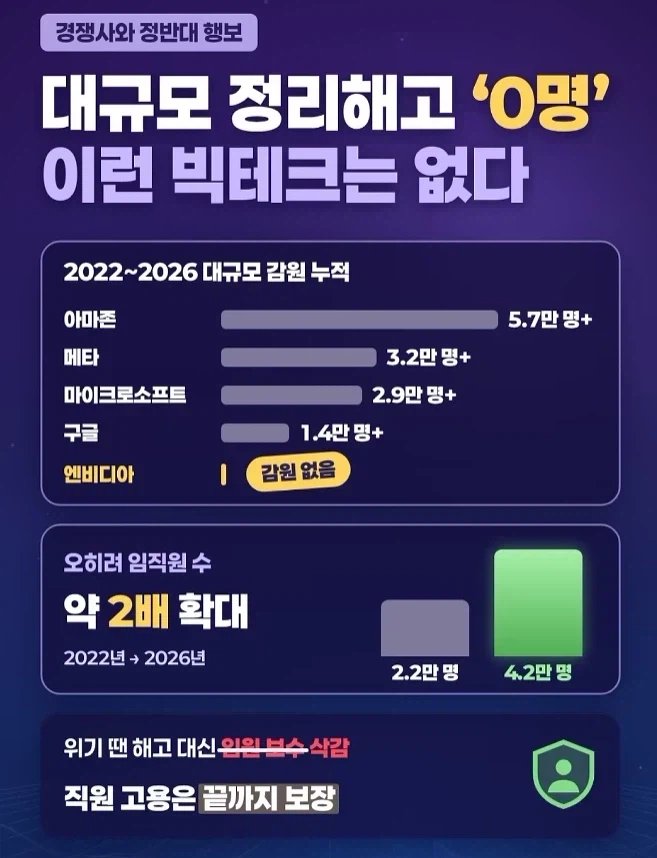 경쟁사와 정반대 행보
대규모 정리해고 ‘0명’
이런 빅테크는 없다
2022~2026 대규모 감원 누적
아마존 5.7만 명+
메타 3.2만 명+
마이크로소프트 2.9만 명+
구글 1.4만 명+
엔비디아 감원 없음
오히려 임직원 수
약 2배 확대
2022년 → 2026년
2.2만 명 4.2만 명
위기 땐 해고 대신 임원 보수 삭감
직원 고용은 끝까지 보장